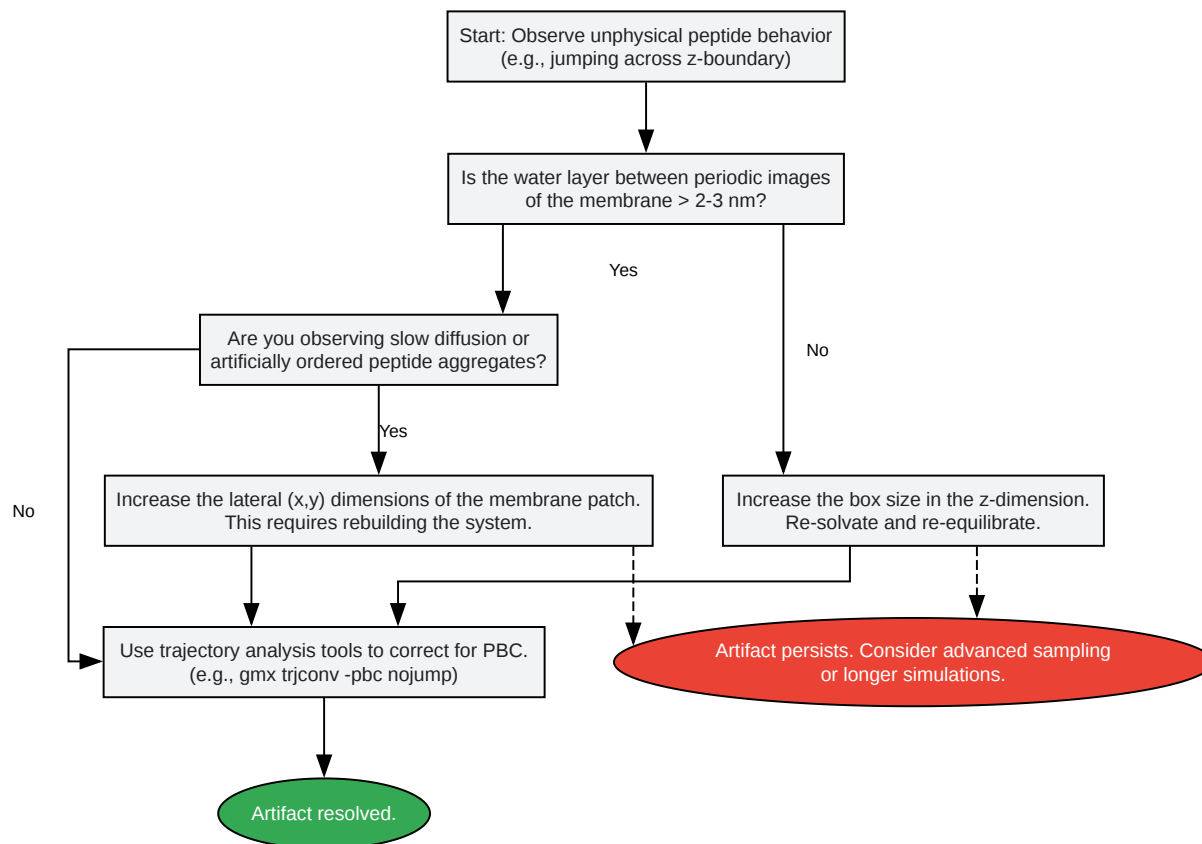 Start: Observe unphysical peptide behavior
(e.g., jumping across z-boundary)
Is the water layer between periodic images
of the membrane > 2-3 nm?
Yes
Are you observing slow diffusion or
artificially ordered peptide aggregates?
No
Yes
Increase the lateral (x,y) dimensions of the membrane patch.
This requires rebuilding the system.
Increase the box size in the z-dimension.
Re-solvate and re-equilibrate.
No
Use trajectory analysis tools to correct for PBC.
(e.g., gmx trjconv -pbc nojump)
Artifact persists. Consider advanced sampling
or longer simulations.
Artifact resolved.